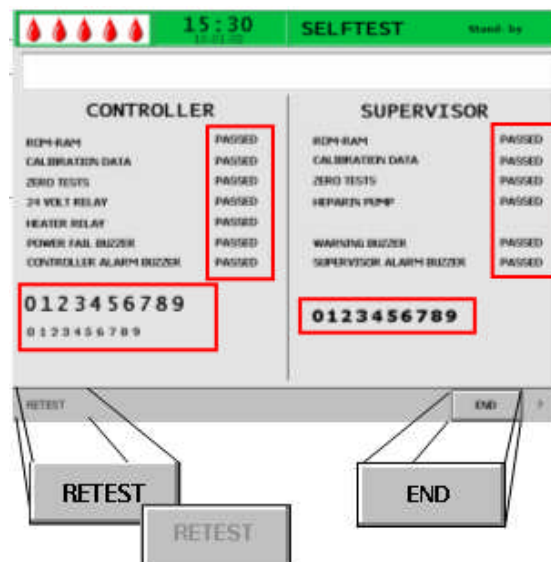 15:30
SELFTEST
Stand-by
CONTROLLER
ROM-RAM PASSED
CALIBRATION DATA PASSED
ZERO TESTS PASSED
24 VOLT RELAY PASSED
HEATER RELAY PASSED
POWER FAIL BUZZER PASSED
CONTROLLER ALARM BUZZER PASSED
0123456789
0123456789
SUPERVISOR
ROM-RAM PASSED
CALIBRATION DATA PASSED
ZERO TESTS PASSED
HEPARIN PUMP PASSED
WARNING BUZZER PASSED
SUPERVISOR ALARM BUZZER PASSED
0123456789
RETEST
END
RETEST
END
RETEST